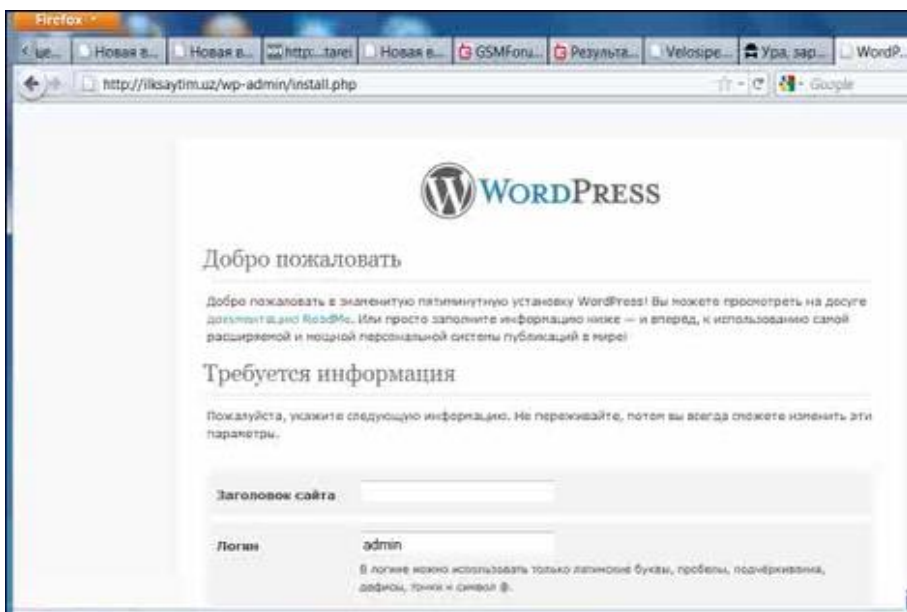 Firefox
Новая в...
Новая в...
http:...tarei
Новая в...
GSMForu...
Результа...
Velosipe...
Ура, зар...
WordP...
http://ilksaytim.uz/wp-admin/install.php
Google
WORDPRESS
Добро пожаловать
Добро пожаловать в знаменитую пятиминутную установку WordPress! Вы можете просмотреть на досуге
документацию ReadMe. Или просто заполните информацию ниже — и вперёд, к использованию самой
расширяемой и мощной персональной системы публикаций в мире!
Требуется информация
Пожалуйста, укажите следующую информацию. Не переживайте, потом вы всегда сможете изменить эти
параметры.
Заголовок сайта
Логин
admin
В логине можно использовать только латинские буквы, пробелы, подчёркивания,
дефисы, точки и символ @.